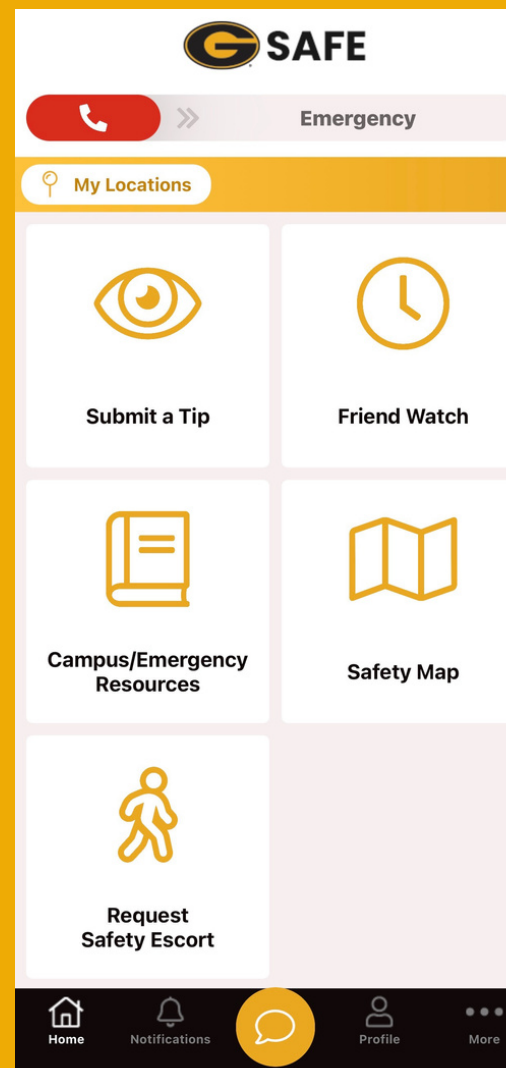 G SAFE
Emergency
My Locations
Submit a Tip
Friend Watch
Campus/Emergency
Resources
Safety Map
Request
Safety Escort
Home
Notifications
Profile
More